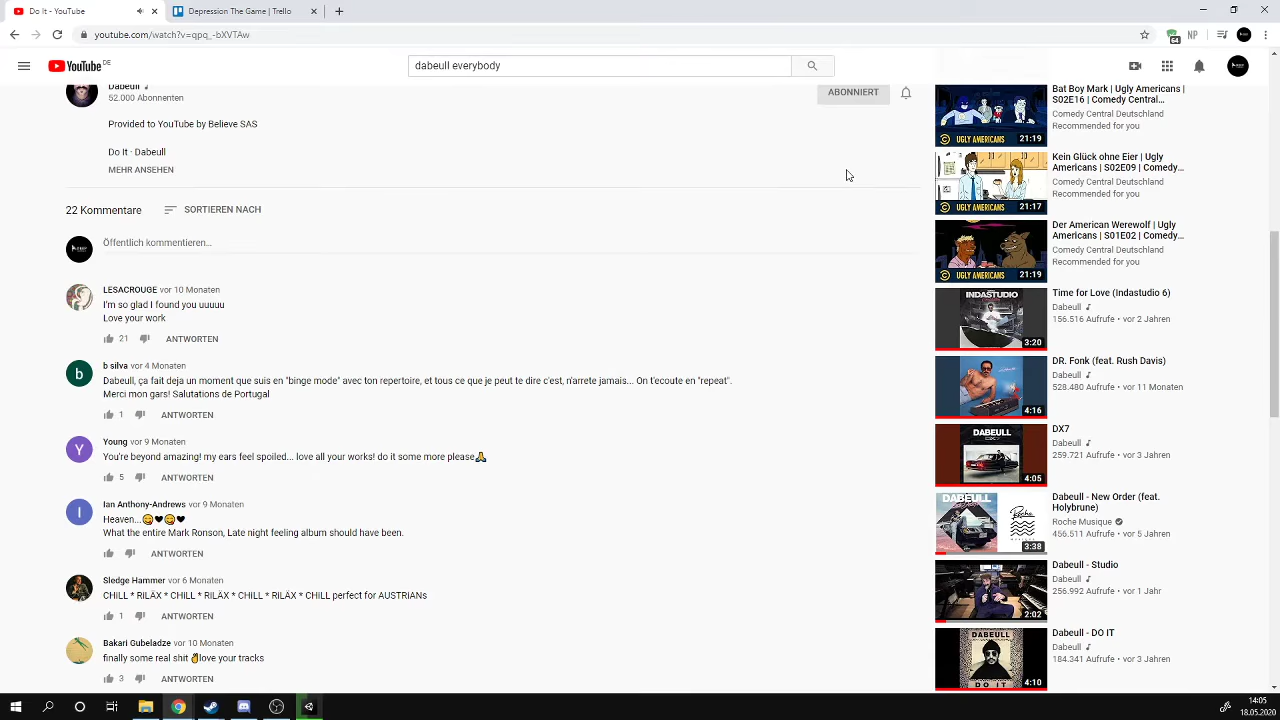 Do It - YouTube
Depression The Game | Trello
youtube.com/watch?v=qpq_-bXVTAw
64
NP
YouTube DE
dabeull everybody
Dabeull
52.000 Abonnenten
ABONNIERT
Provided to YouTube by Believe SAS
Do It · Dabeull
MEHR ANSEHEN
22 Kommentare
SORTIEREN NACH
Öffentlich kommentieren...
LESACROUGE vor 10 Monaten
I'm so glad I found you uuuuu
Love your work
21 ANTWORTEN
b silva vor 4 Monaten
b
Dabeull, ça fait deja un moment que suis en "binge mode" avec ton repertoire, et tous ce que je peut te dire c'est, n'arrete jamais... On t'ecoute en "repeat".
Merci mon gars! Salutations de Portugal
1 ANTWORTEN
Young vor 9 Monaten
Y
You're beyond amazing! my ears feel spoiled... love all your works! do it some more please🙏
5 ANTWORTEN
Ian Anthony-Andrews vor 9 Monaten
I
Heaven...😋♥😋♥
What the entire Mark Ronson, Late night feeling album should have been.
ANTWORTEN
Sledge Hammer vor 6 Monaten
CHILL * RILÄX * CHILL * RILÄX * CHILL * RILÄX * CHILL perfect for AUSTRIANs
1 ANTWORTEN
Bakari Gubeladze vor 10 Monaten
finally some real shit ✌love your tracks
3 ANTWORTEN
Bat Boy Mark | Ugly Americans |
S02E16 | Comedy Central...
Comedy Central Deutschland
Recommended for you
UGLY AMERICANS
21:19
Kein Glück ohne Eier | Ugly
Americans | S02E09 | Comedy...
Comedy Central Deutschland
Recommended for you
UGLY AMERICANS
21:17
Der American Werewolf | Ugly
Americans | S01E02 | Comedy...
Comedy Central Deutschland
Recommended for you
UGLY AMERICANS
21:19
INDASTUDIO
3:20
Time for Love (Indastudio 6)
Dabeull
156.516 Aufrufe • vor 2 Jahren
4:16
DR. Fonk (feat. Rush Davis)
Dabeull
528.480 Aufrufe • vor 11 Monaten
DABEULL
DX7
4:05
DX7
Dabeull
259.721 Aufrufe • vor 3 Jahren
DABEULL
Roche
3:38
Dabeull - New Order (feat.
Holybrune)
Roche Musique
456.511 Aufrufe • vor 5 Jahren
2:02
Dabeull - Studio
Dabeull
256.992 Aufrufe • vor 1 Jahr
DABEULL
DO IT
4:10
Dabeull - DO IT
Dabeull
184.341 Aufrufe • vor 3 Jahren
14:05
18.05.2020